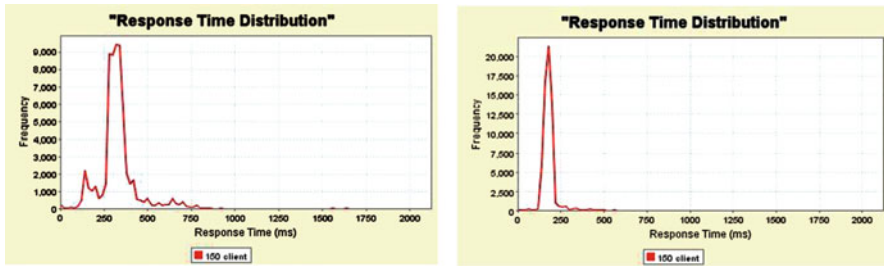 "Response Time Distribution"
9,000
8,000
7,000
6,000
5,000
4,000
3,000
2,000
1,000
0
Frequency
0 250 500 750 1000 1250 1500 1750 2000
Response Time (ms)
150 client
"Response Time Distribution"
20,000
17,500
15,000
12,500
10,000
7,500
5,000
2,500
0
Frequency
0 250 500 750 1000 1250 1500 1750 2000
Response Time (ms)
150 client